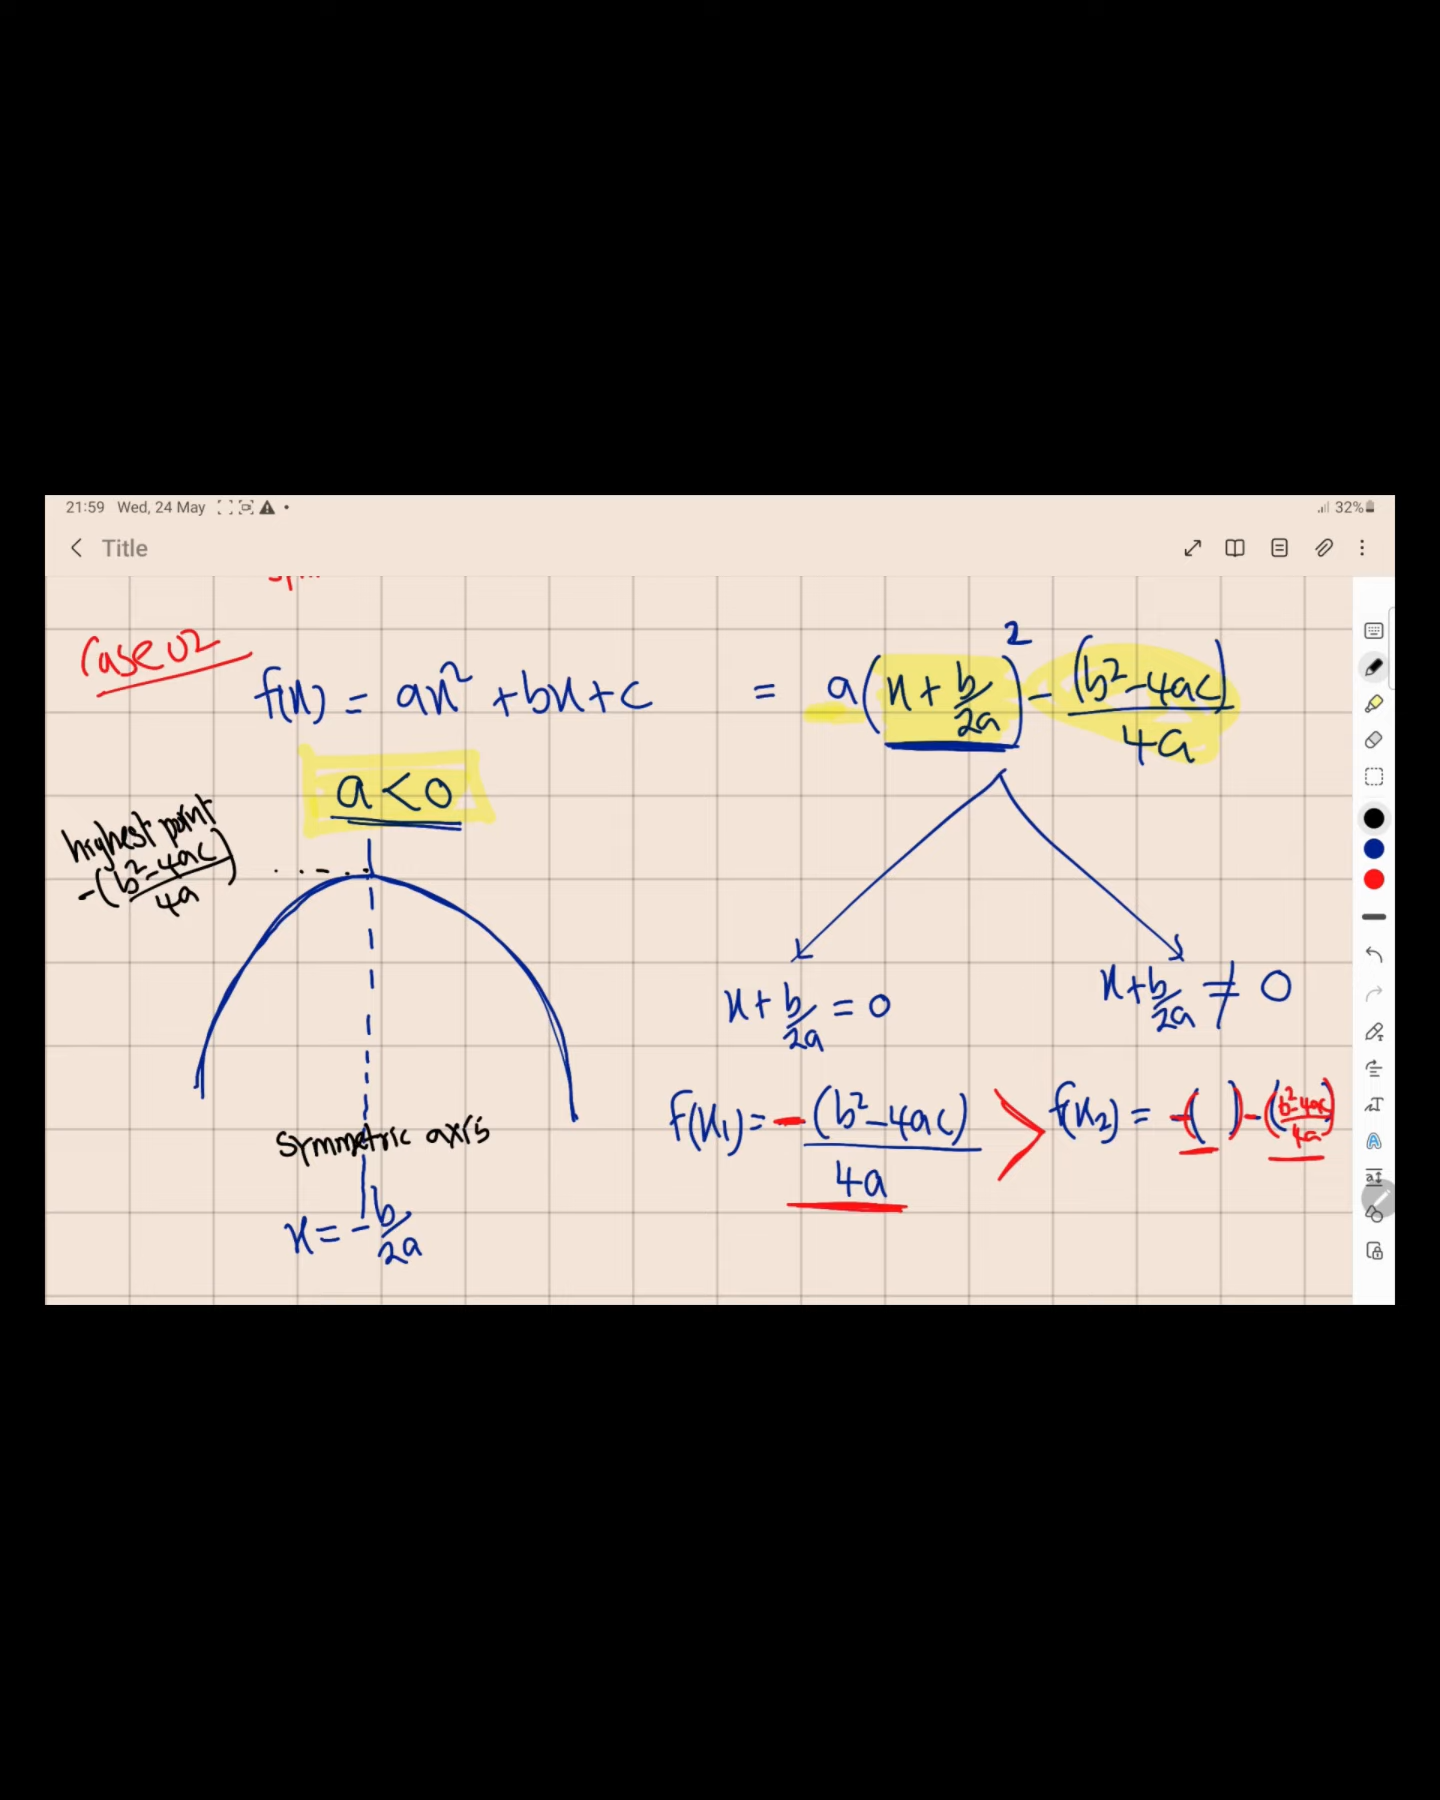 21:59 Wed, 24 May
32%
Title
Case 02
f(x) = ax² + bx + c = a(x + b/2a)² - (b² - 4ac)/4a
a < 0
highest point
-(b² - 4ac/4a)
x + b/2a = 0
x + b/2a ≠ 0
f(x₁) = - (b² - 4ac)/4a > f(x₂) = -( ) - (b² - 4ac/4a)
symmetric axis
x = - b/2a